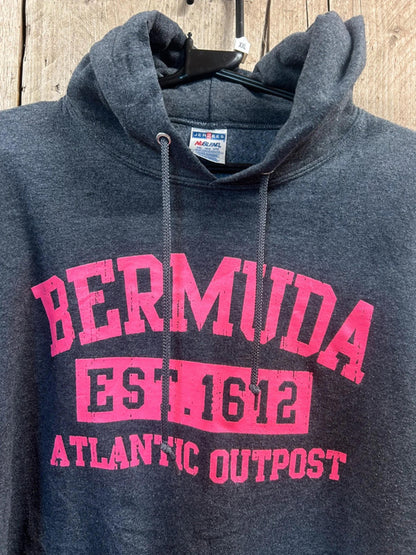 XXL
JERZEES
NUBLEND
BERMUDA
EST. 1612
ATLANTIC OUTPOST